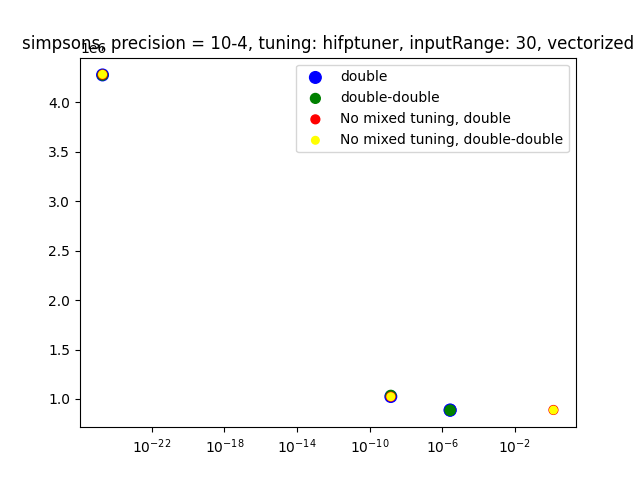 simpsons, precision = 10-4, tuning: hifptuner, inputRange: 30, vectorized
1e6
double
double-double
No mixed tuning, double
No mixed tuning, double-double
4.0
3.5
3.0
2.5
2.0
1.5
1.0
10⁻²² 10⁻¹⁸ 10⁻¹⁴ 10⁻¹⁰ 10⁻⁶ 10⁻²